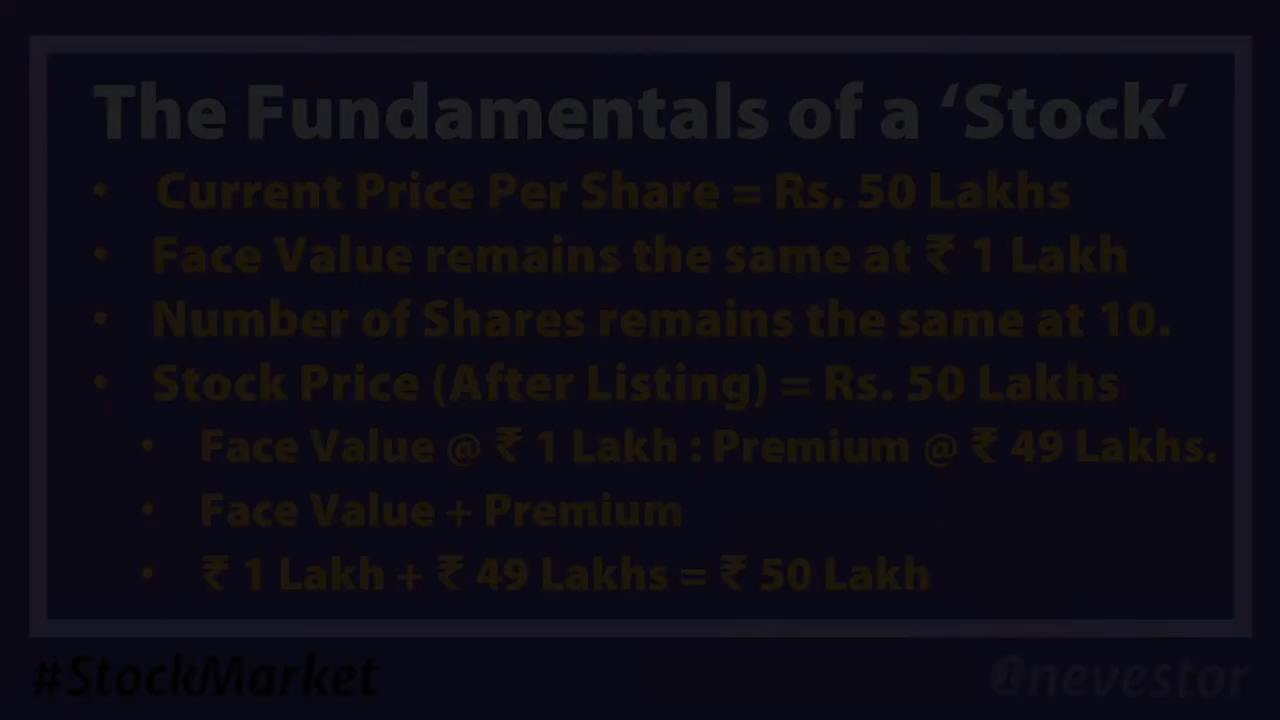 The Fundamentals of a ‘Stock’
• Current Price Per Share = Rs. 50 Lakhs
• Face Value remains the same at ₹ 1 Lakh
• Number of Shares remains the same at 10.
• Stock Price (After Listing) = Rs. 50 Lakhs
• Face Value @ ₹ 1 Lakh : Premium @ ₹ 49 Lakhs.
• Face Value + Premium
• ₹ 1 Lakh + ₹ 49 Lakhs = ₹ 50 Lakh
#StockMarket
@nevestor